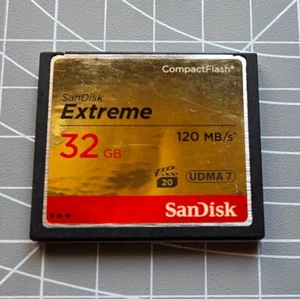 CompactFlash®
SanDisk
Extreme
32 GB
120 MB/s*
20
UDMA 7
SanDisk